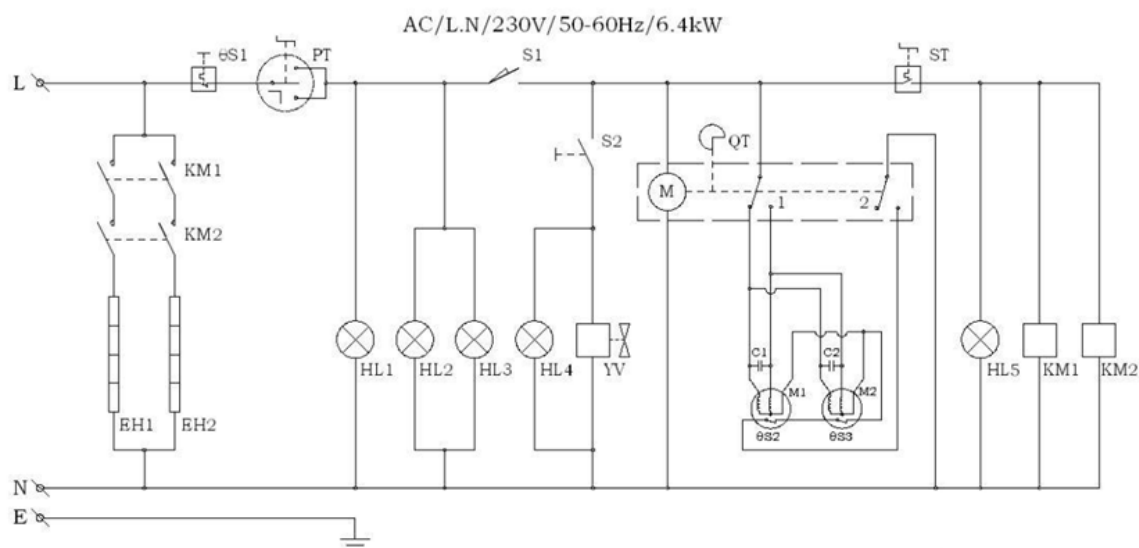 AC/L.N/230V/50-60Hz/6.4kW
θS1
PT
S1
ST
L
S2
QT
KM1
M
1
2
KM2
C1
C2
HL1
HL2
HL3
HL4
YV
HL5
KM1
KM2
M1
M2
EH1
EH2
θS2
θS3
N
E